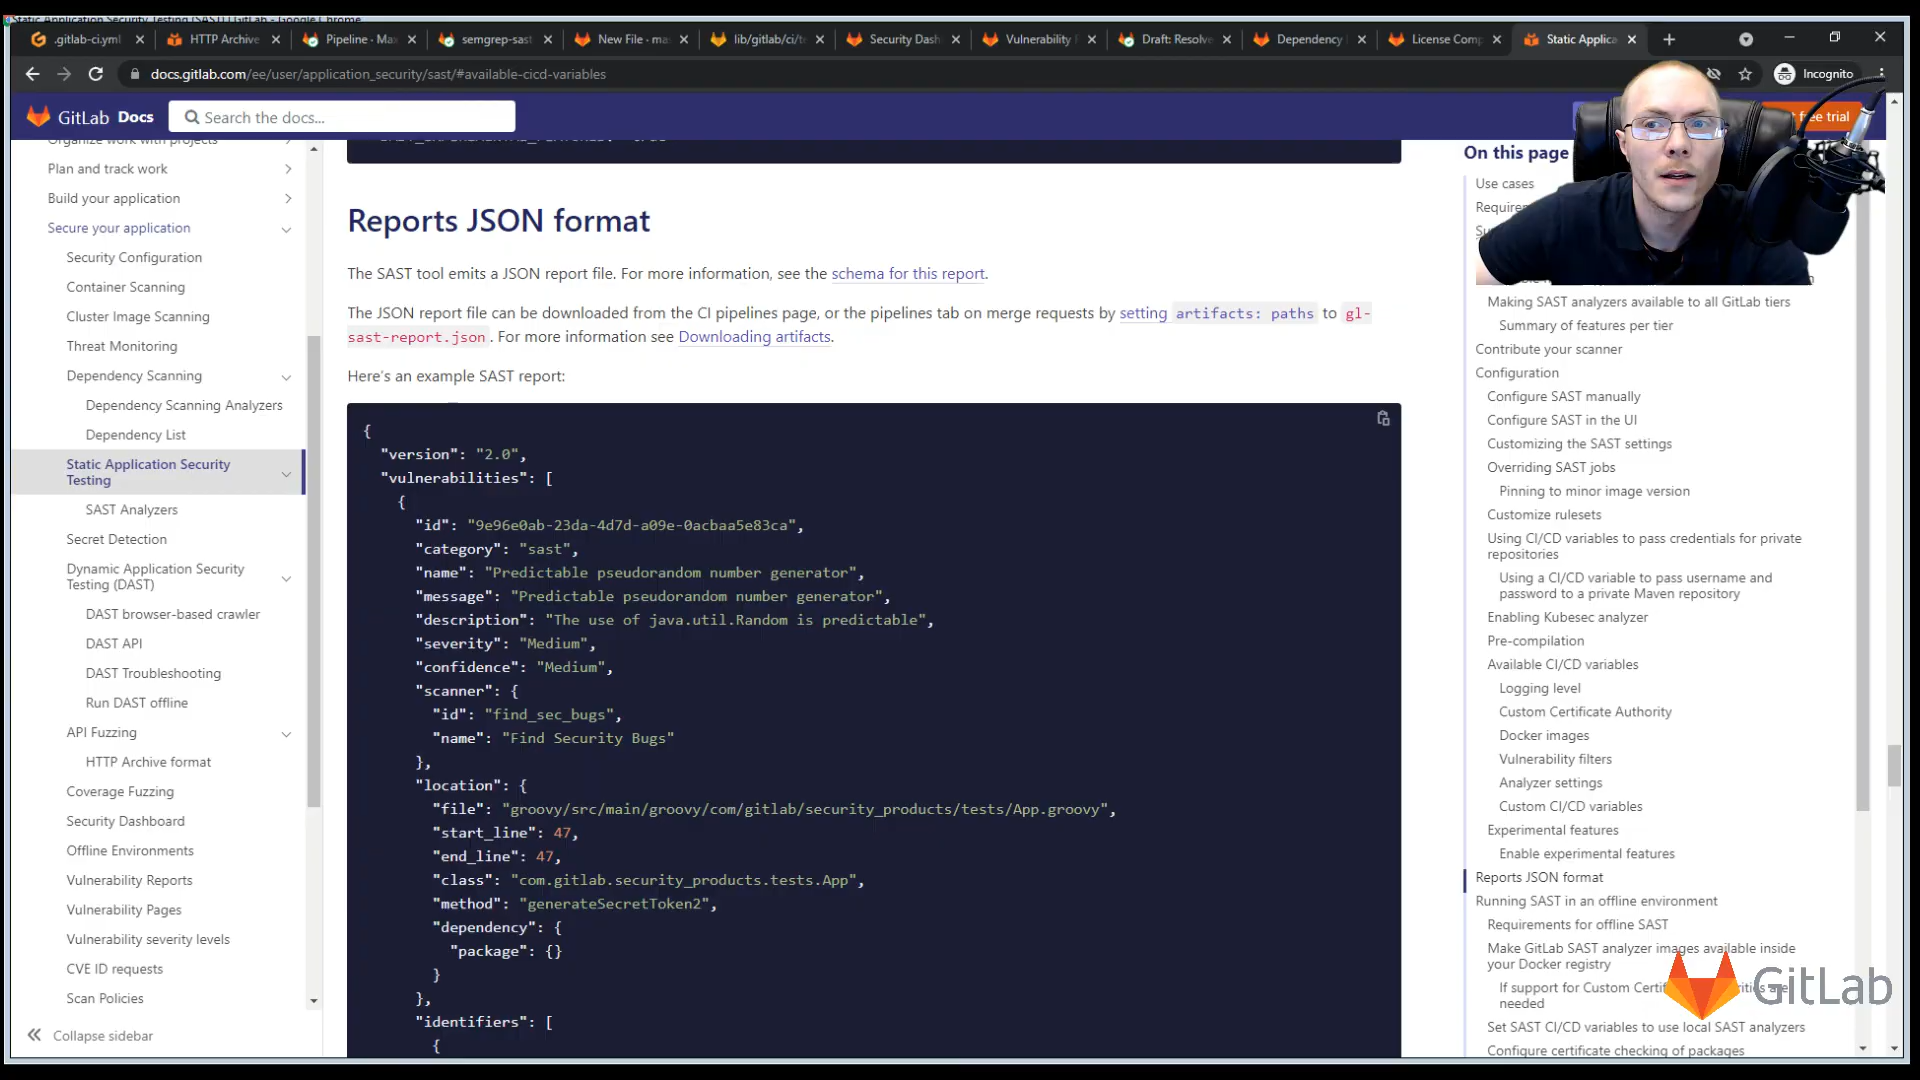 Static Application Security Testing (SAST) | GitLab - Google Chrome
.gitlab-ci.yml
HTTP Archive
Pipeline · Ma
semgrep-sast
New File · ma
lib/gitlab/ci/t
Security Dash
Vulnerability
Draft: Resolve
Dependency
License Comp
Static Applica
docs.gitlab.com/ee/user/application_security/sast/#available-cicd-variables
Incognito
GitLab Docs
Search the docs...
free trial
Organize work with projects
Plan and track work
Build your application
Secure your application
Security Configuration
Container Scanning
Cluster Image Scanning
Threat Monitoring
Dependency Scanning
Dependency Scanning Analyzers
Dependency List
Static Application Security
Testing
SAST Analyzers
Secret Detection
Dynamic Application Security
Testing (DAST)
DAST browser-based crawler
DAST API
DAST Troubleshooting
Run DAST offline
API Fuzzing
HTTP Archive format
Coverage Fuzzing
Security Dashboard
Offline Environments
Vulnerability Reports
Vulnerability Pages
Vulnerability severity levels
CVE ID requests
Scan Policies
Collapse sidebar
Reports JSON format
The SAST tool emits a JSON report file. For more information, see the schema for this report.
The JSON report file can be downloaded from the CI pipelines page, or the pipelines tab on merge requests by setting artifacts: paths to gl-
sast-report.json. For more information see Downloading artifacts.
Here's an example SAST report:
{
"version": "2.0",
"vulnerabilities": [
{
"id": "9e96e0ab-23da-4d7d-a09e-0acbaa5e83ca",
"category": "sast",
"name": "Predictable pseudorandom number generator",
"message": "Predictable pseudorandom number generator",
"description": "The use of java.util.Random is predictable",
"severity": "Medium",
"confidence": "Medium",
"scanner": {
"id": "find_sec_bugs",
"name": "Find Security Bugs"
},
"location": {
"file": "groovy/src/main/groovy/com/gitlab/security_products/tests/App.groovy",
"start_line": 47,
"end_line": 47,
"class": "com.gitlab.security_products.tests.App",
"method": "generateSecretToken2",
"dependency": {
"package": {}
}
},
"identifiers": [
{
On this page
Use cases
Making SAST analyzers available to all GitLab tiers
Summary of features per tier
Contribute your scanner
Configuration
Configure SAST manually
Configure SAST in the UI
Customizing the SAST settings
Overriding SAST jobs
Pinning to minor image version
Customize rulesets
Using CI/CD variables to pass credentials for private
repositories
Using a CI/CD variable to pass username and
password to a private Maven repository
Enabling Kubesec analyzer
Pre-compilation
Available CI/CD variables
Logging level
Custom Certificate Authority
Docker images
Vulnerability filters
Analyzer settings
Custom CI/CD variables
Experimental features
Enable experimental features
Reports JSON format
Running SAST in an offline environment
Requirements for offline SAST
Make GitLab SAST analyzer images available inside
your Docker registry
If support for Custom Certif
needed
Set SAST CI/CD variables to use local SAST analyzers
Configure certificate checking of packages
GitLab